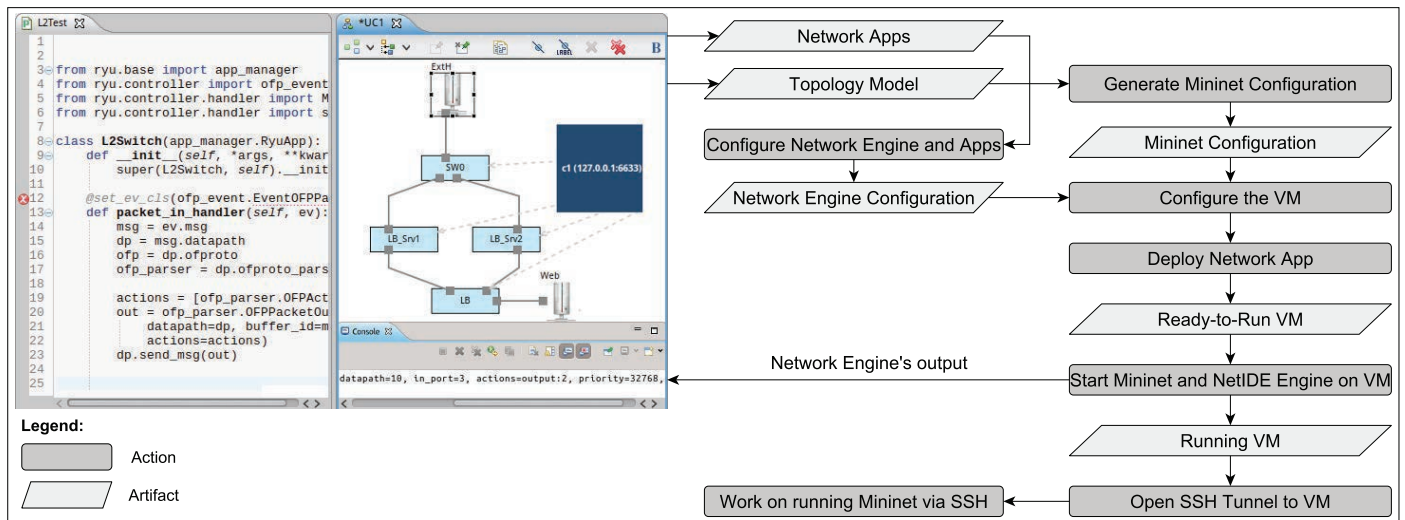 L2Test
*UC1
1
2
3 from ryu.base import app_manager
4 from ryu.controller import ofp_event
5 from ryu.controller.handler import M
6 from ryu.controller.handler import s
7
8 class L2Switch(app_manager.RyuApp):
9 def __init__(self, *args, **kwar
10 super(L2Switch, self).__init
11
12 @set_ev_cls(ofp_event.EventOFPPa
13 def packet_in_handler(self, ev):
14 msg = ev.msg
15 dp = msg.datapath
16 ofp = dp.ofproto
17 ofp_parser = dp.ofproto_pars
18
19 actions = [ofp_parser.OFPAct
20 out = ofp_parser.OFPPacketOu
21 datapath=dp, buffer_id=m
22 actions=actions)
23 dp.send_msg(out)
24
25
LABEL
B
ExtH
SW0
c1 (127.0.0.1:6633)
LB_Srv1
LB_Srv2
Web
LB
Console
datapath=10, in_port=3, actions=output:2, priority=32768,
Network Apps
Topology Model
Generate Mininet Configuration
Configure Network Engine and Apps
Mininet Configuration
Network Engine Configuration
Configure the VM
Deploy Network App
Ready-to-Run VM
Network Engine's output
Start Mininet and NetIDE Engine on VM
Running VM
Work on running Mininet via SSH
Open SSH Tunnel to VM
Legend:
Action
Artifact